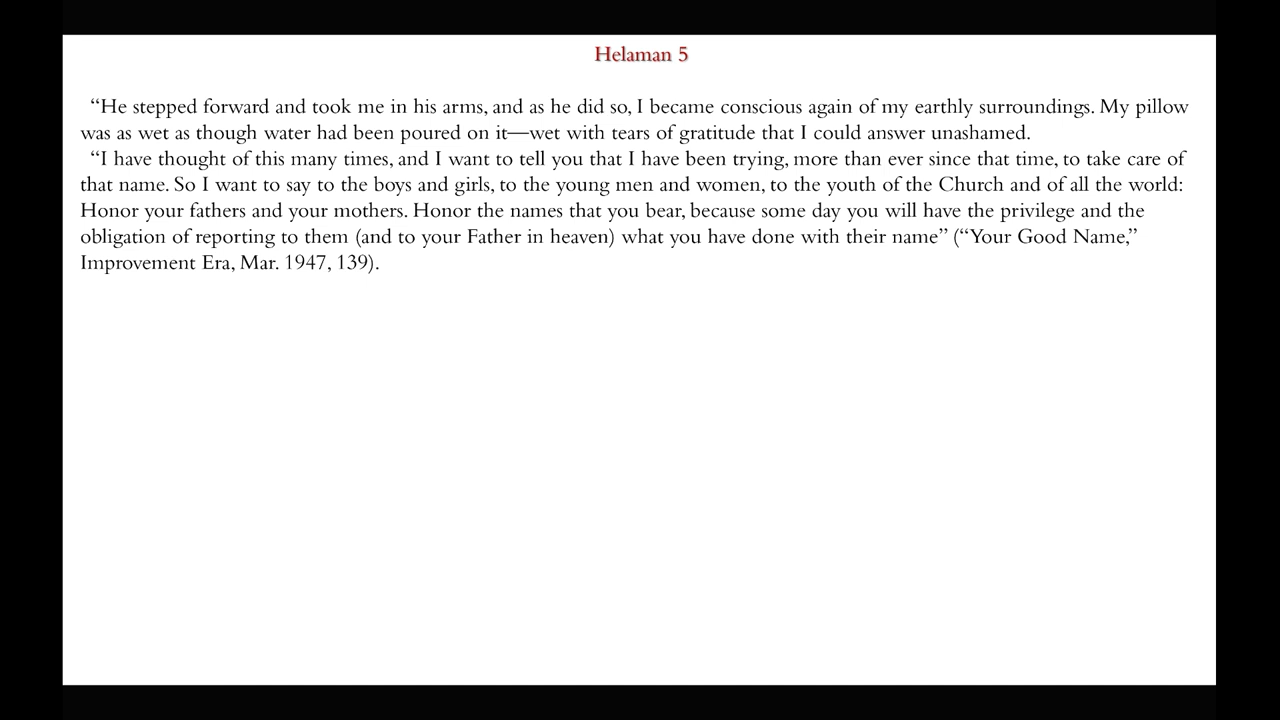 Helaman 5
“He stepped forward and took me in his arms, and as he did so, I became conscious again of my earthly surroundings. My pillow
was as wet as though water had been poured on it—wet with tears of gratitude that I could answer unashamed.
“I have thought of this many times, and I want to tell you that I have been trying, more than ever since that time, to take care of
that name. So I want to say to the boys and girls, to the young men and women, to the youth of the Church and of all the world:
Honor your fathers and your mothers. Honor the names that you bear, because some day you will have the privilege and the
obligation of reporting to them (and to your Father in heaven) what you have done with their name” (“Your Good Name,”
Improvement Era, Mar. 1947, 139).